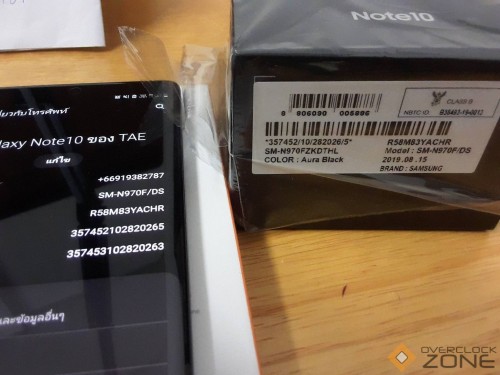 ี่ยวกับโทรศัพท์
alaxy Note10 ของ TAE
แก้ไข
+66919382787
SM-N970F/DS
R58M83YACHR
357452102820265
357453102820263
และข้อมูลอื่นๆ
Note10
CLASS B
NBTC ID
*357452/10/282026/5*
R58M83YACHR
SM-N970FZKDTHL
Model : SM-N970F/DS
COLOR : Aura Black
2019.08.15
BRAND : SAMSUNG
OVERCLOCK
ZONE